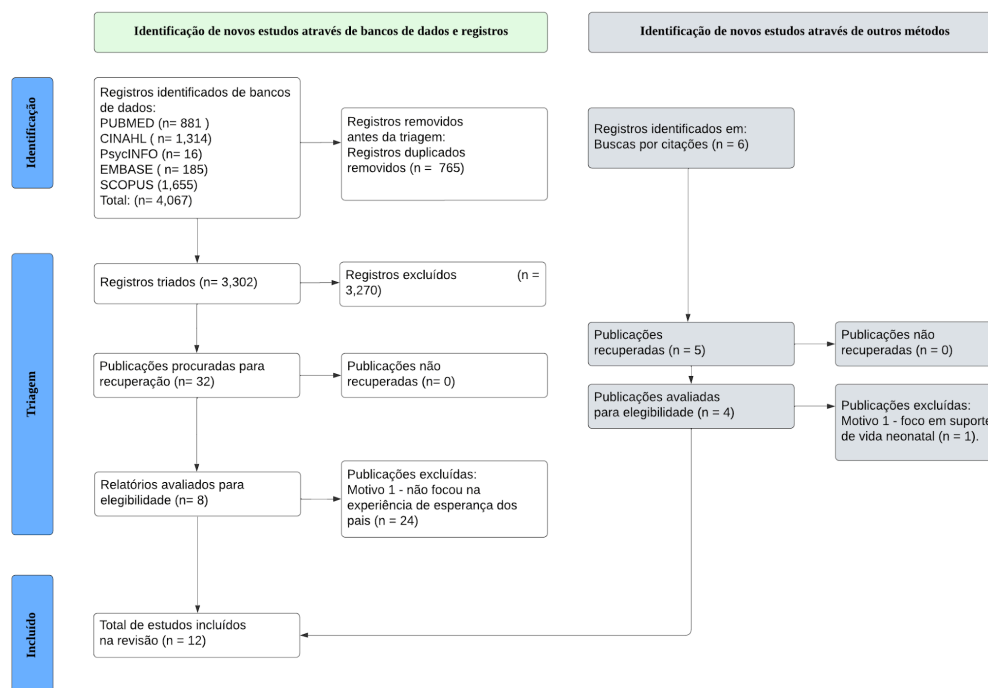 Identificação de novos estudos através de bancos de dados e registros
Identificação de novos estudos através de outros métodos
Identificação
Registros identificados de bancos
de dados:
PUBMED (n= 881 )
CINAHL ( n= 1,314)
PsycINFO (n= 16)
EMBASE ( n= 185)
SCOPUS (1,655)
Total: (n= 4,067)
Registros removidos
antes da triagem:
Registros duplicados
removidos (n =  765)
Registros identificados em:
Buscas por citações (n = 6)
Triagem
Registros triados (n= 3,302)
Registros excluídos (n =
3,270)
Publicações procuradas para
recuperação (n= 32)
Publicações não
recuperadas (n= 0)
Publicações
recuperadas (n = 5)
Publicações não
recuperadas (n = 0)
Publicações avaliadas
para elegibilidade (n = 4)
Publicações excluídas:
Motivo 1 - foco em suporte
de vida neonatal (n = 1).
Relatórios avaliados para
elegibilidade (n= 8)
Publicações excluídas:
Motivo 1 - não focou na
experiência de esperança dos
pais (n = 24)
Incluído
Total de estudos incluídos
na revisão (n = 12)